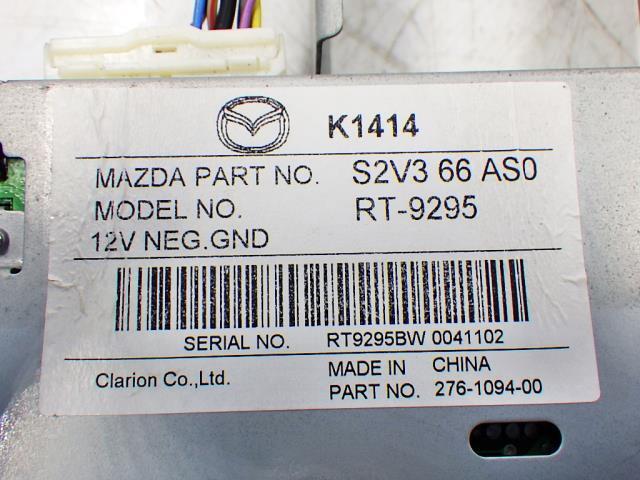 K1414
MAZDA PART NO. S2V3 66 AS0
MODEL NO. RT-9295
12V NEG.GND
SERIAL NO. RT9295BW 0041102
Clarion Co.,Ltd. MADE IN CHINA
PART NO. 276-1094-00